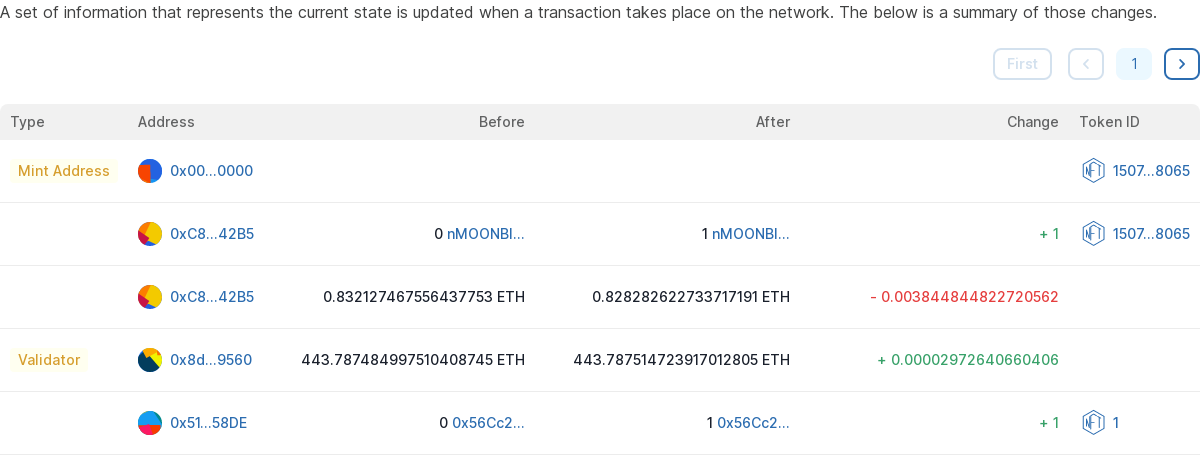 A set of information that represents the current state is updated when a transaction takes place on the network. The below is a summary of those changes.
First 1
Type Address Before After Change Token ID
Mint Address 0x00...0000 NFT 1507...8065
0xC8...42B5 0 nMOONBI... 1 nMOONBI... + 1 NFT 1507...8065
0xC8...42B5 0.832127467556437753 ETH 0.828282622733717191 ETH - 0.003844844822720562
Validator 0x8d...9560 443.787484997510408745 ETH 443.787514723917012805 ETH + 0.00002972640660406
0x51...58DE 0 0x56Cc2... 1 0x56Cc2... + 1 NFT 1